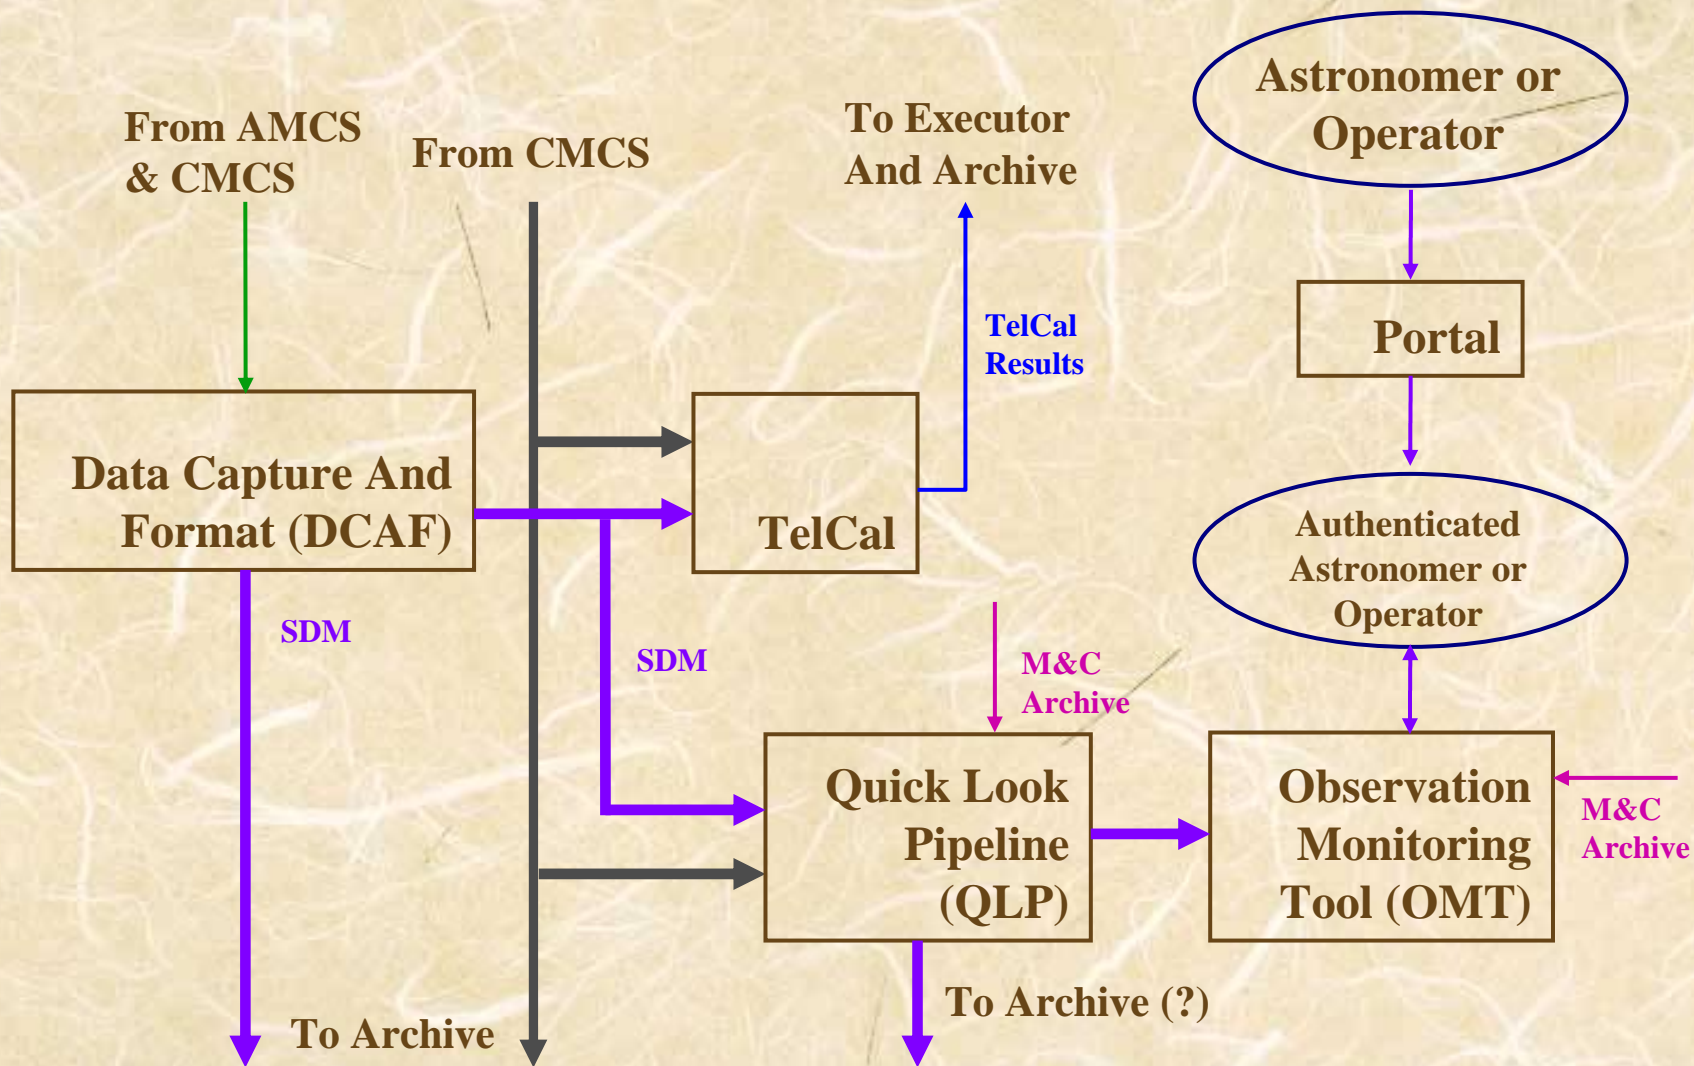 From AMCS
& CMCS
From CMCS
To Executor
And Archive
Astronomer or
Operator
TelCal
Results
Portal
Data Capture And
Format (DCAF)
TelCal
Authenticated
Astronomer or
Operator
SDM
SDM
M&C
Archive
Quick Look
Pipeline
(QLP)
Observation
Monitoring
Tool (OMT)
M&C
Archive
To Archive
To Archive (?)